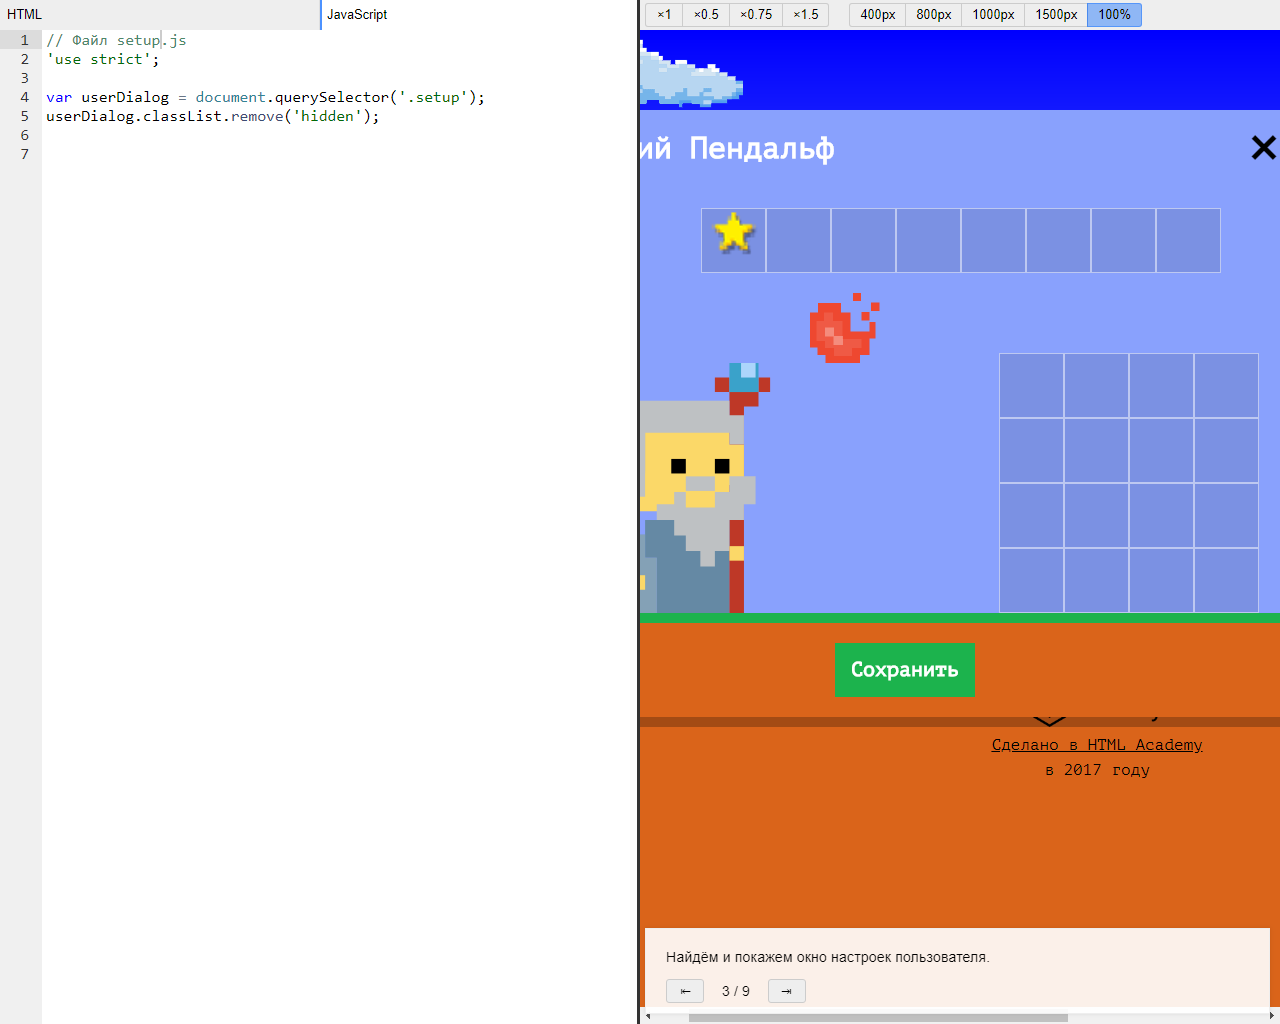 HTML
JavaScript
×1 ×0.5 ×0.75 ×1.5 400px 800px 1000px 1500px 100%
1 // Файл setup.js
2 'use strict';
3
4 var userDialog = document.querySelector('.setup');
5 userDialog.classList.remove('hidden');
6
7
ий Пендальф
Сохранить
Сделано в HTML Academy
в 2017 году
Найдём и покажем окно настроек пользователя.
3 / 9